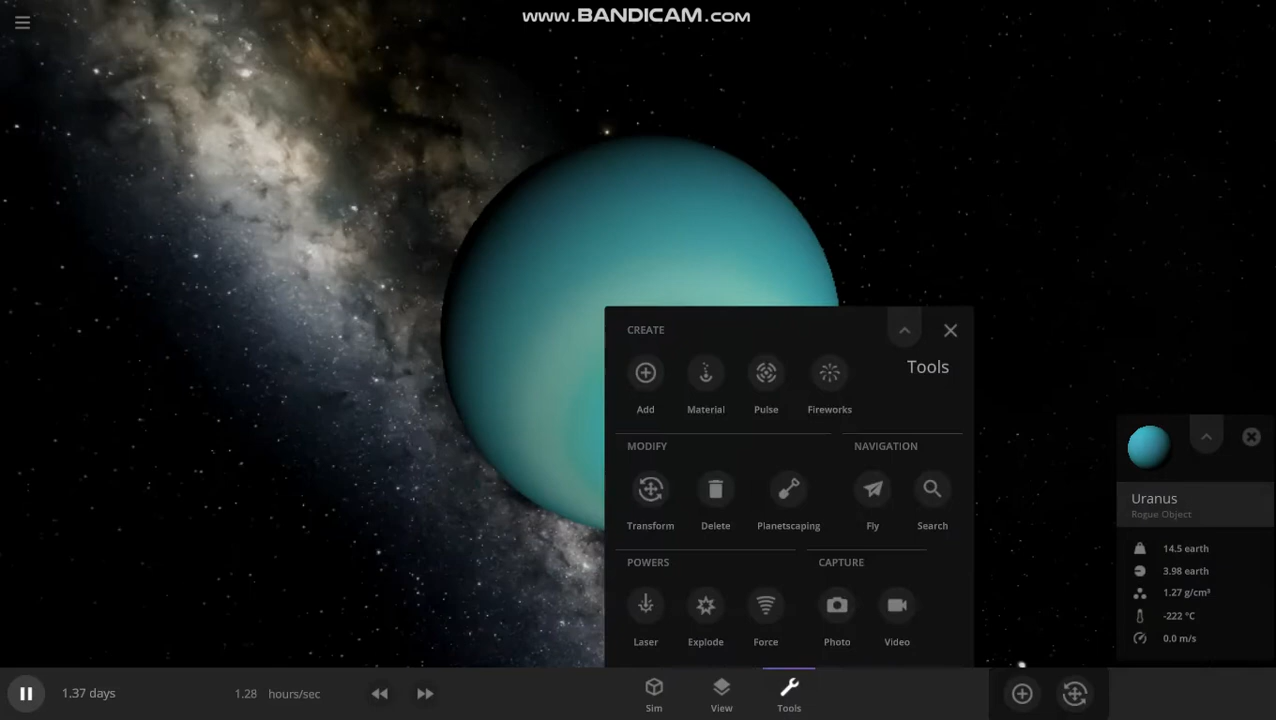 www.BANDICAM.com
CREATE
Tools
Add Material Pulse Fireworks
MODIFY NAVIGATION
Transform Delete Planetscaping Fly Search
POWERS CAPTURE
Laser Explode Force Photo Video
Uranus
Rogue Object
14.5 earth
3.98 earth
1.27 g/cm³
-222 °C
0.0 m/s
1.37 days 1.28 hours/sec
Sim View Tools